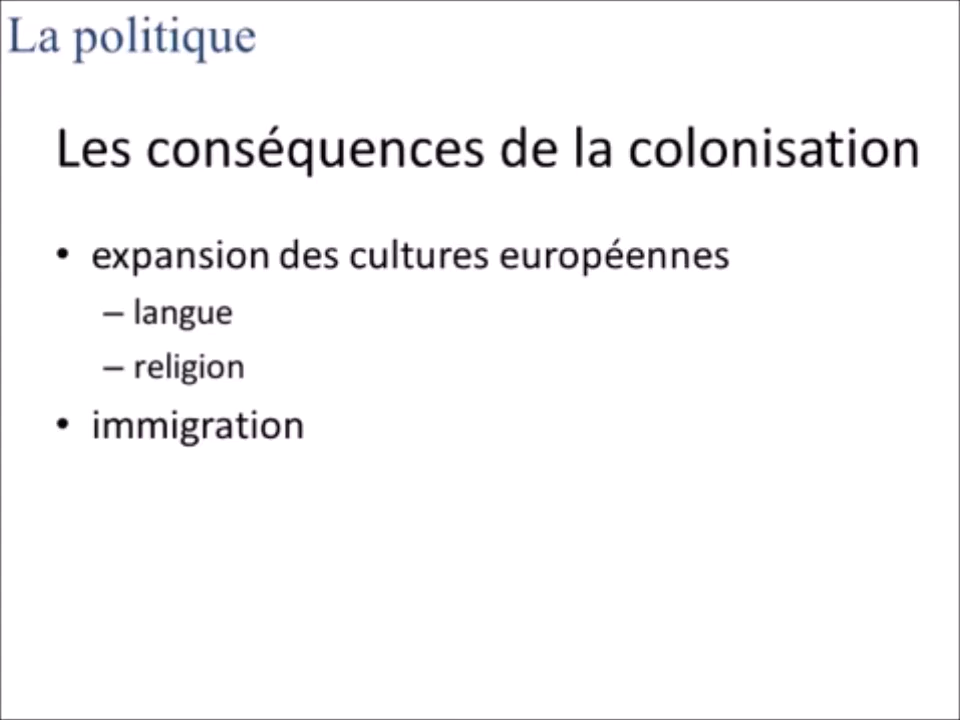 La politique
Les conséquences de la colonisation
• expansion des cultures européennes
– langue
– religion
• immigration